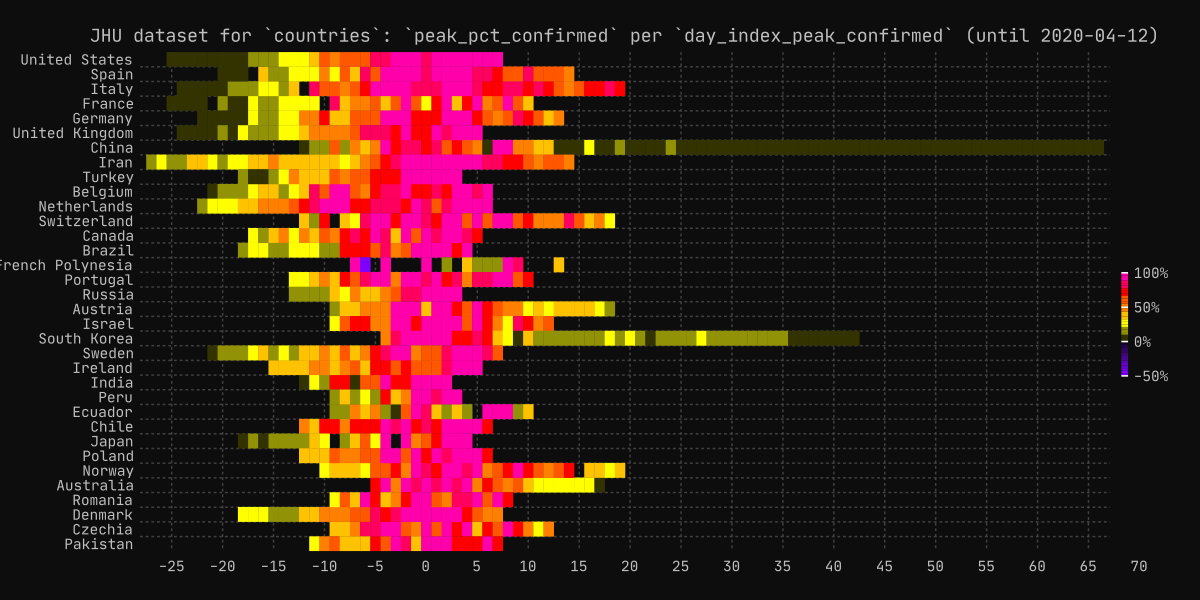 JHU dataset for `countries`: `peak_pct_confirmed` per `day_index_peak_confirmed` (until 2020-04-12)
United States
Spain
Italy
France
Germany
United Kingdom
China
Iran
Turkey
Belgium
Netherlands
Switzerland
Canada
Brazil
French Polynesia
Portugal
Russia
Austria
Israel
South Korea
Sweden
Ireland
India
Peru
Ecuador
Chile
Japan
Poland
Norway
Australia
Romania
Denmark
Czechia
Pakistan
-25 -20 -15 -10 -5 0 5 10 15 20 25 30 35 40 45 50 55 60 65 70
100%
50%
0%
-50%